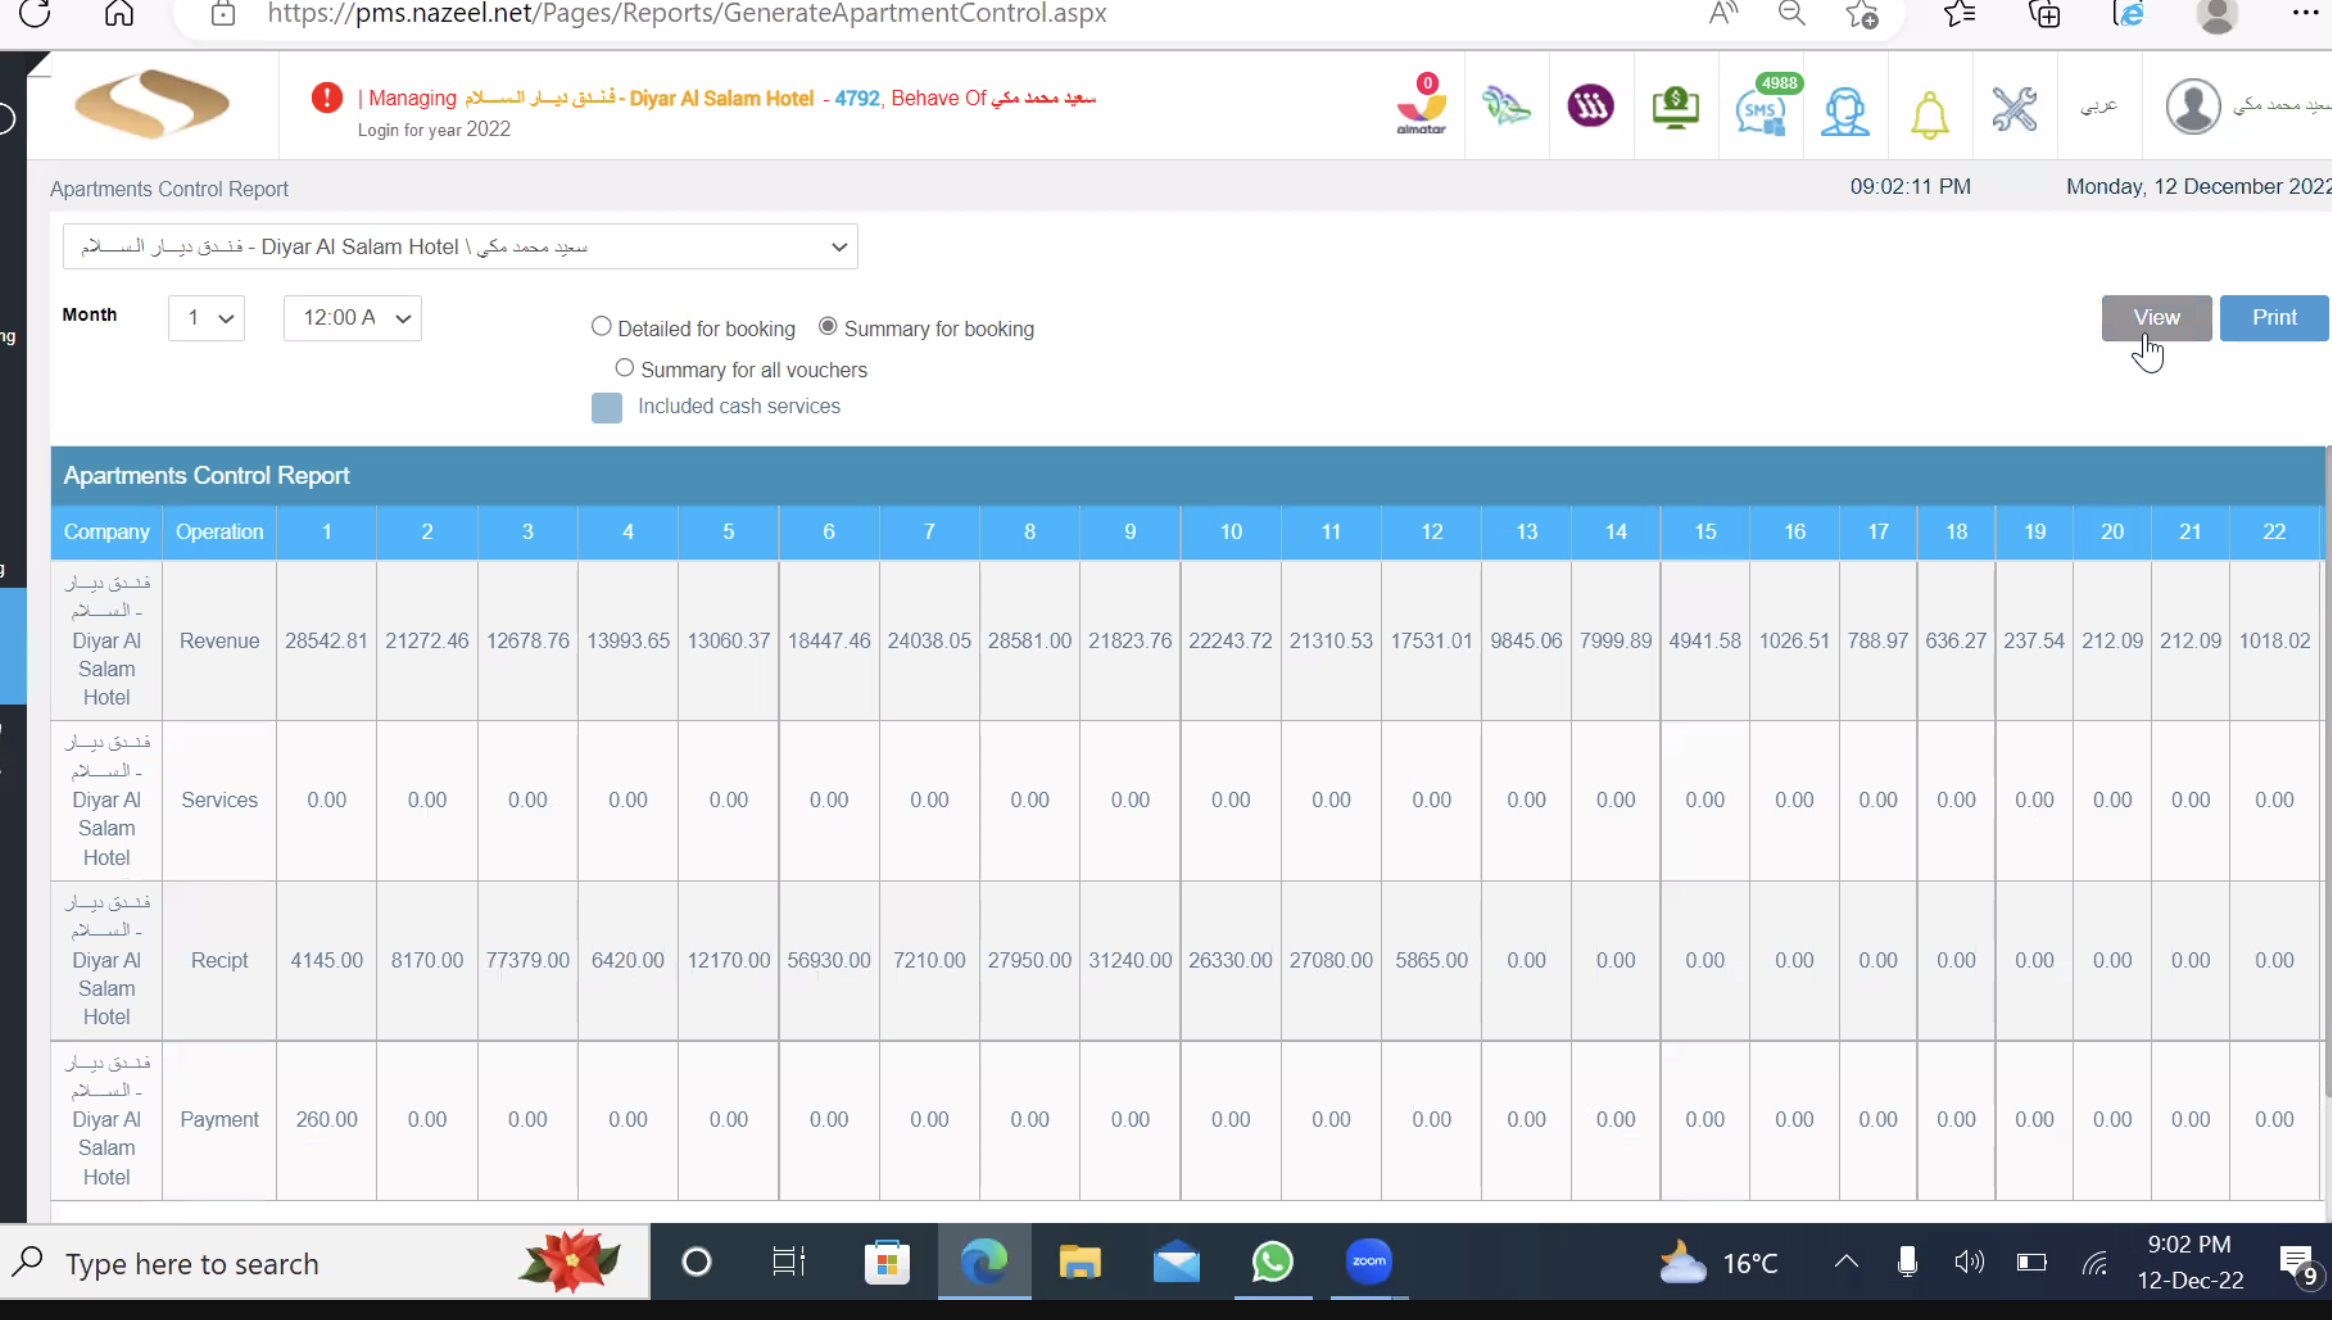 https://pms.nazeel.net/Pages/Reports/GenerateApartmentControl.aspx
| Managing فندق ديار السلام - Diyar Al Salam Hotel - 4792, Behave Of سعيد محمد مكي
Login for year 2022
0
almatar
4988
SMS
عربي
سعيد محمد مكي
Apartments Control Report
09:02:11 PM
Monday, 12 December 2022
فندق ديار السلام - Diyar Al Salam Hotel \ سعيد محمد مكي
Month
1
12:00 A
Detailed for booking
Summary for booking
Summary for all vouchers
Included cash services
View
Print
Apartments Control Report
Company Operation 1 2 3 4 5 6 7 8 9 10 11 12 13 14 15 16 17 18 19 20 21 22
فندق ديار
السلام -
Diyar Al
Salam
Hotel
Revenue 28542.81 21272.46 12678.76 13993.65 13060.37 18447.46 24038.05 28581.00 21823.76 22243.72 21310.53 17531.01 9845.06 7999.89 4941.58 1026.51 788.97 636.27 237.54 212.09 212.09 1018.02
فندق ديار
السلام -
Diyar Al
Salam
Hotel
Services 0.00 0.00 0.00 0.00 0.00 0.00 0.00 0.00 0.00 0.00 0.00 0.00 0.00 0.00 0.00 0.00 0.00 0.00 0.00 0.00 0.00 0.00
فندق ديار
السلام -
Diyar Al
Salam
Hotel
Recipt 4145.00 8170.00 77379.00 6420.00 12170.00 56930.00 7210.00 27950.00 31240.00 26330.00 27080.00 5865.00 0.00 0.00 0.00 0.00 0.00 0.00 0.00 0.00 0.00 0.00
فندق ديار
السلام -
Diyar Al
Salam
Hotel
Payment 260.00 0.00 0.00 0.00 0.00 0.00 0.00 0.00 0.00 0.00 0.00 0.00 0.00 0.00 0.00 0.00 0.00 0.00 0.00 0.00 0.00 0.00
Type here to search
zoom
16°C
9:02 PM
12-Dec-22
9